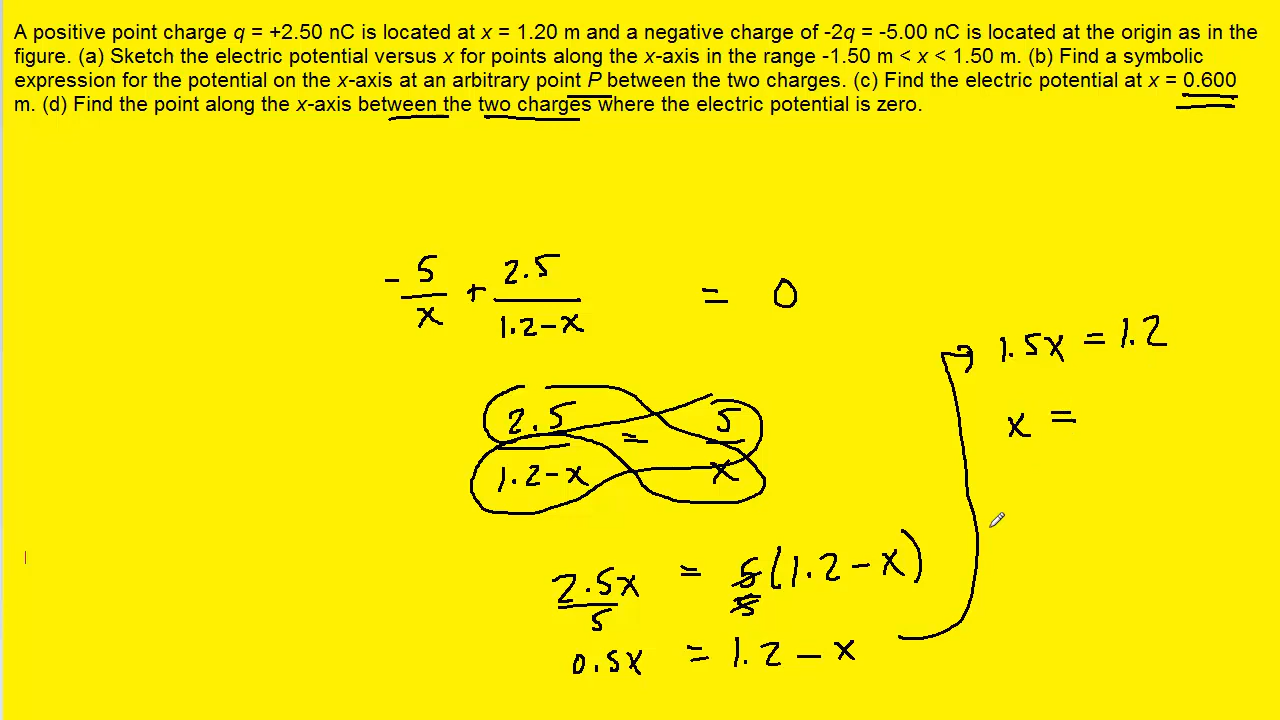 A positive point charge q = +2.50 nC is located at x = 1.20 m and a negative charge of -2q = -5.00 nC is located at the origin as in the
figure. (a) Sketch the electric potential versus x for points along the x-axis in the range -1.50 m < x < 1.50 m. (b) Find a symbolic
expression for the potential on the x-axis at an arbitrary point P between the two charges. (c) Find the electric potential at x = 0.600
m. (d) Find the point along the x-axis between the two charges where the electric potential is zero.
- 5/x + 2.5/1.2-x = 0
2.5/1.2-x = 5/x
2.5x/5 = 5/5(1.2-x)
0.5x = 1.2 - x
1.5x = 1.2
x =